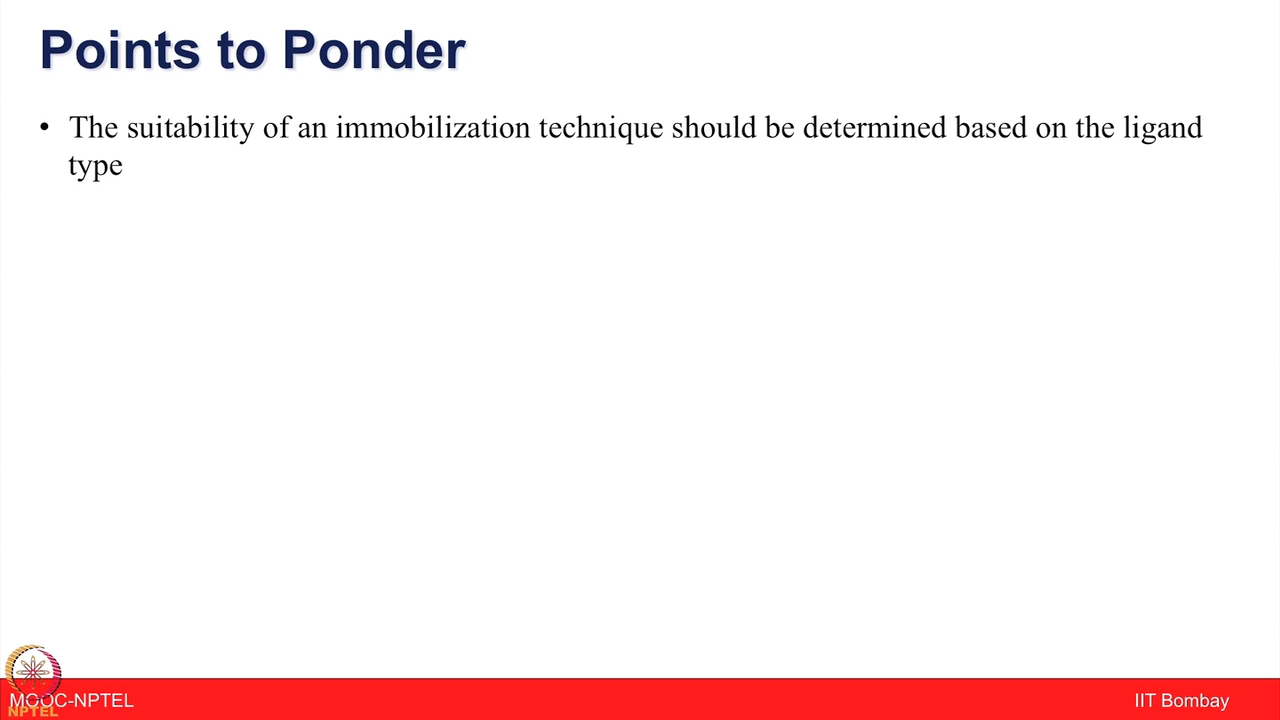 Points to Ponder
• The suitability of an immobilization technique should be determined based on the ligand
type
MOOC-NPTEL
NPTEL
IIT Bombay